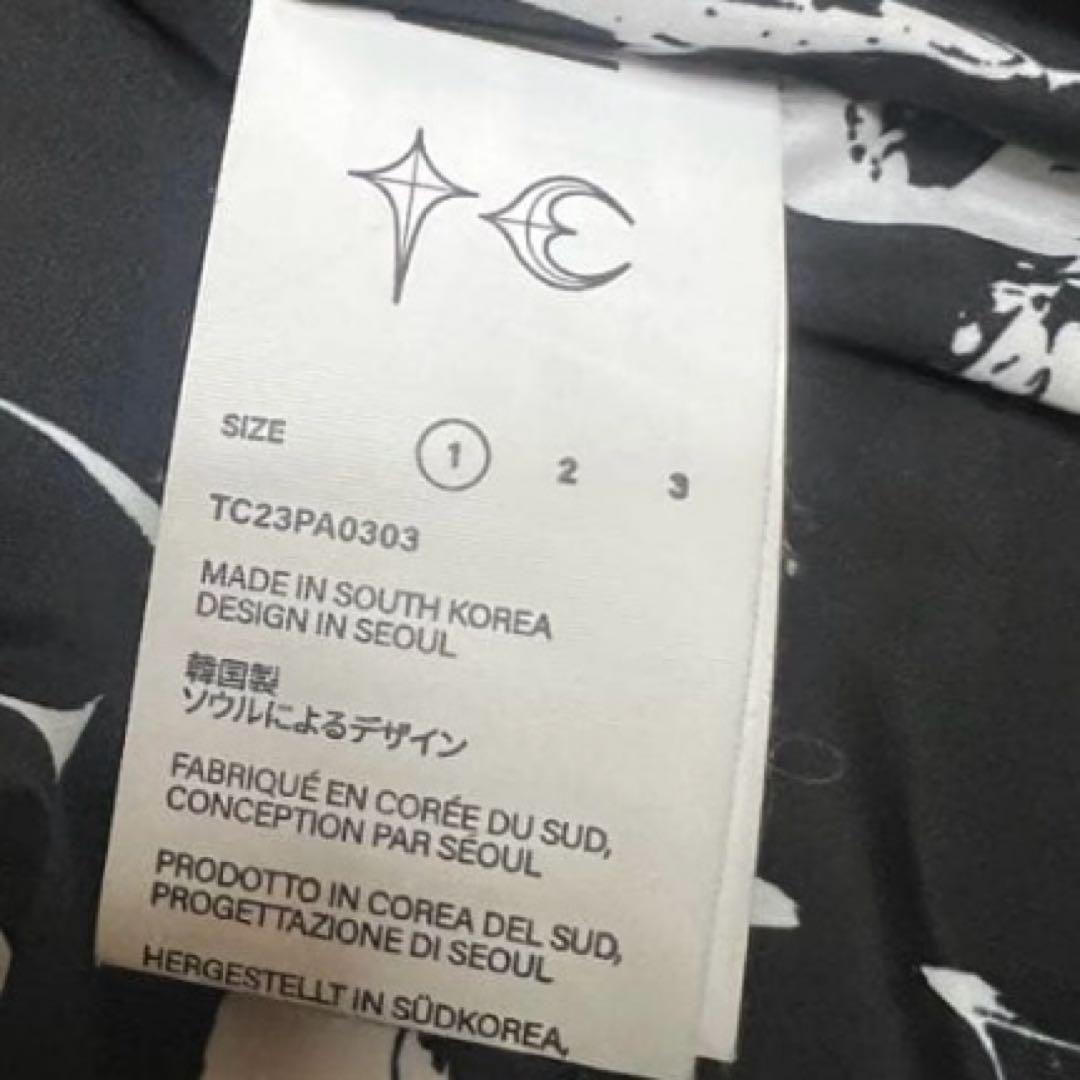 SIZE 1 2 3
TC23PA0303
MADE IN SOUTH KOREA
DESIGN IN SEOUL
韓国製
ソウルによるデザイン
FABRIQUÉ EN CORÉE DU SUD,
CONCEPTION PAR SÉOUL
PRODOTTO IN COREA DEL SUD,
PROGETTAZIONE DI SEOUL
HERGESTELLT IN SÜDKOREA,